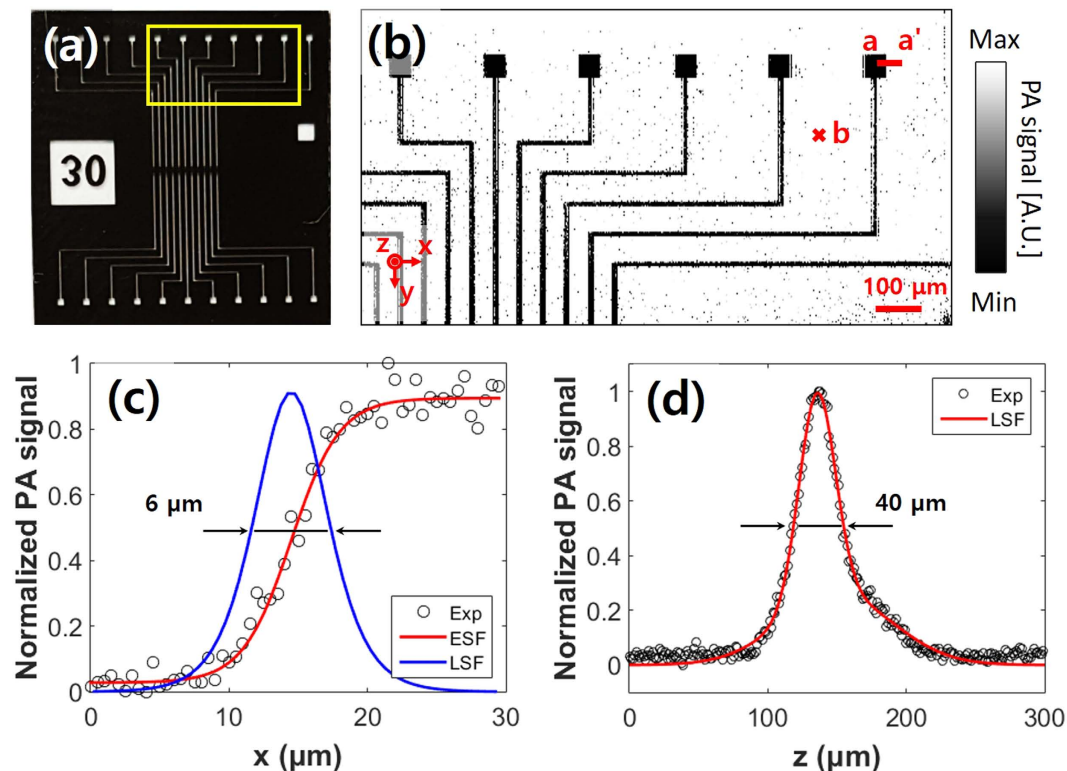 (a)
30
(b)
a a'
b
z x
y
100 μm
Max
PA signal [A.U.]
Min
(c)
Normalized PA signal
1
0.8
0.6
0.4
0.2
0
6 μm
Exp
ESF
LSF
0 10 20 30
x (μm)
(d)
Normalized PA signal
1
0.8
0.6
0.4
0.2
0
40 μm
Exp
LSF
0 100 200 300
z (μm)